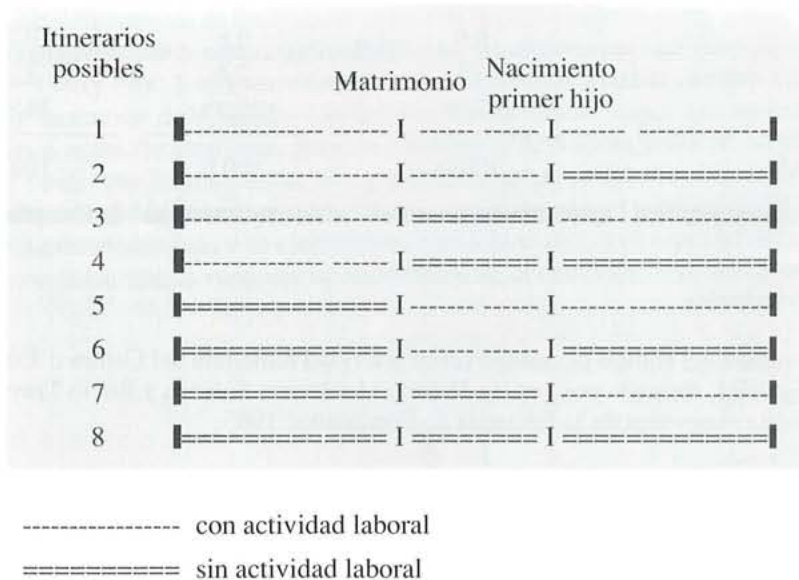 Itinerarios
posibles
Matrimonio
Nacimiento
primer hijo
1
2
3
4
5
6
7
8
--------------- con actividad laboral
========== sin actividad laboral